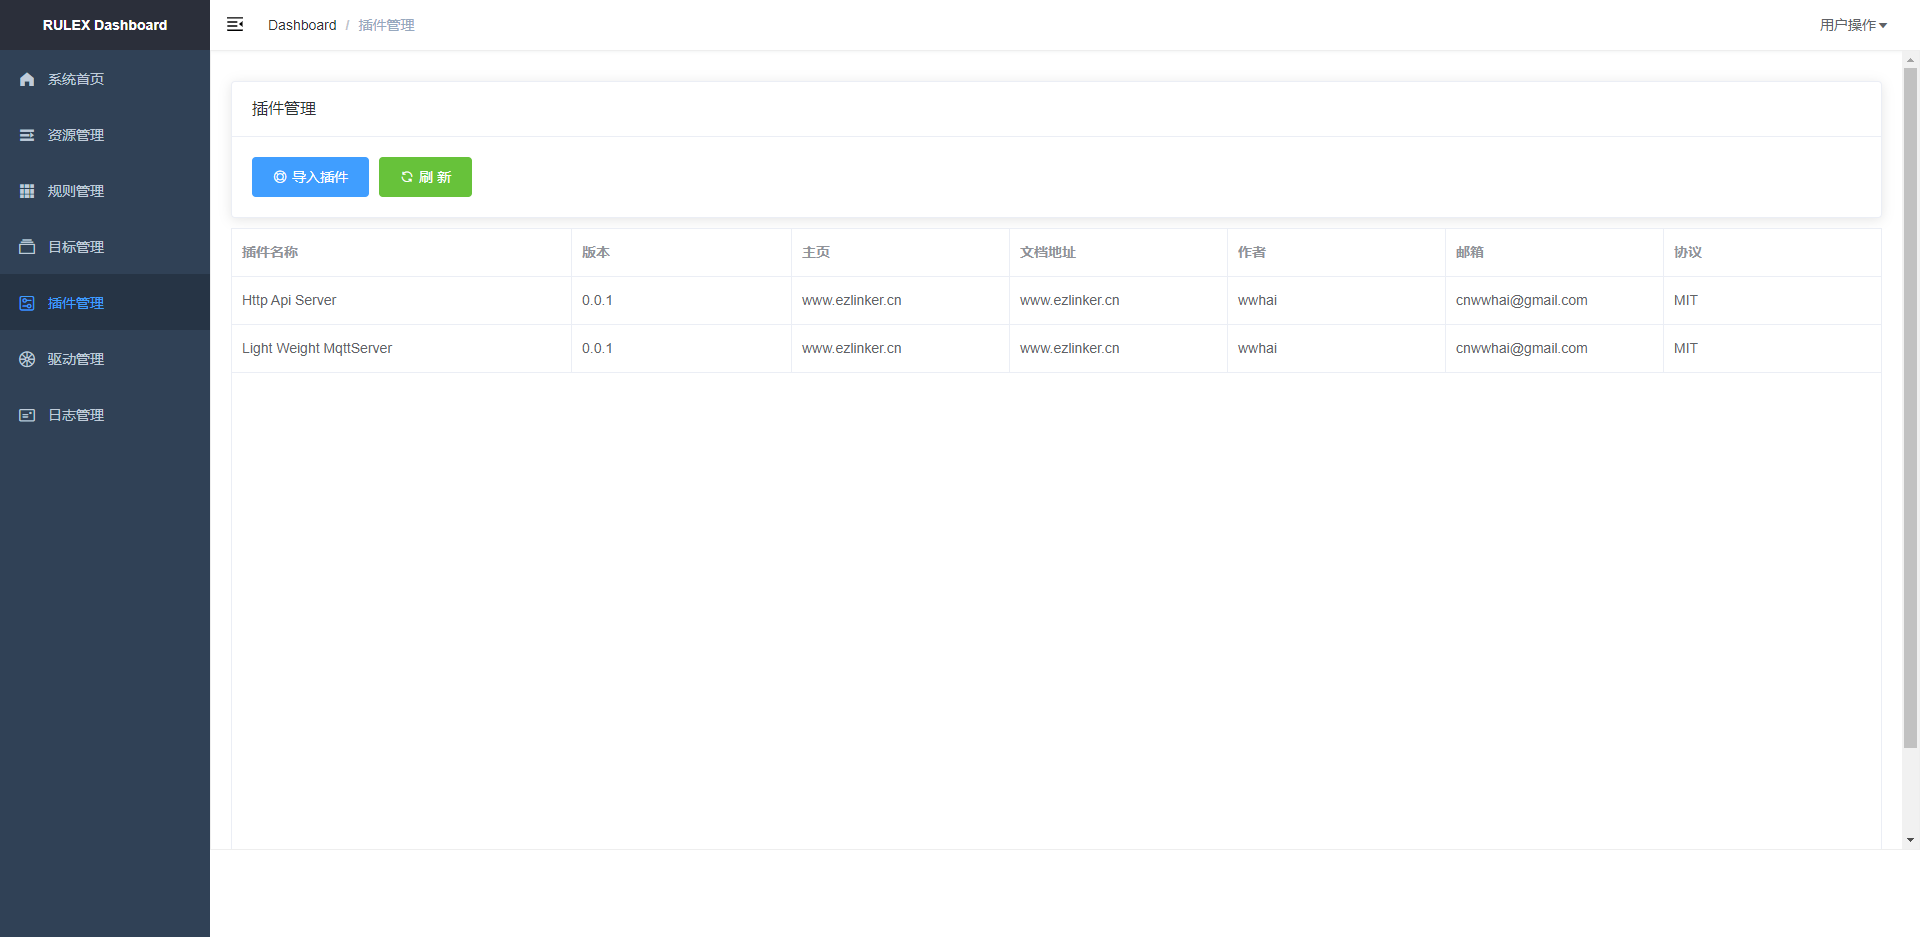 RULEX Dashboard
Dashboard / 插件管理
用户操作
系统首页
资源管理
规则管理
目标管理
插件管理
驱动管理
日志管理
插件管理
导入插件 刷 新
插件名称 版本 主页 文档地址 作者 邮箱 协议
Http Api Server 0.0.1 www.ezlinker.cn www.ezlinker.cn wwhai cnwwhai@gmail.com MIT
Light Weight MqttServer 0.0.1 www.ezlinker.cn www.ezlinker.cn wwhai cnwwhai@gmail.com MIT